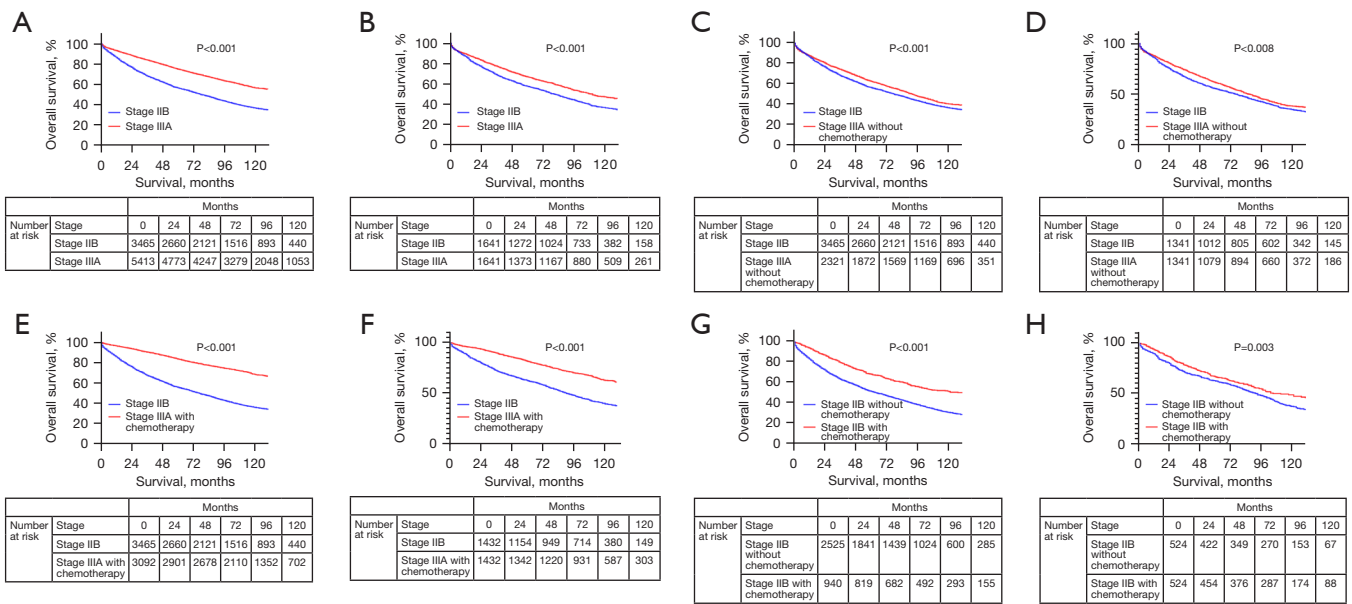 A
Overall survival, %
100
80
60
40
20
0
P<0.001
Stage IIB
Stage IIIA
0 24 48 72 96 120
Survival, months
Months
Number at risk Stage 0 24 48 72 96 120
Stage IIB 3465 2660 2121 1516 893 440
Stage IIIA 5413 4773 4247 3279 2048 1053
B
Overall survival, %
100
80
60
40
20
0
P<0.001
Stage IIB
Stage IIIA
0 24 48 72 96 120
Survival, months
Months
Number at risk Stage 0 24 48 72 96 120
Stage IIB 1641 1272 1024 733 382 158
Stage IIIA 1641 1373 1167 880 509 261
C
Overall survival, %
100
80
60
40
20
0
P<0.001
Stage IIB
Stage IIIA without
chemotherapy
0 24 48 72 96 120
Survival, months
Months
Number at risk Stage 0 24 48 72 96 120
Stage IIB 3465 2660 2121 1516 893 440
Stage IIIA without chemotherapy 2321 1872 1569 1169 696 351
D
Overall survival, %
100
50
0
P<0.008
Stage IIB
Stage IIIA without
chemotherapy
0 24 48 72 96 120
Survival, months
Months
Number at risk Stage 0 24 48 72 96 120
Stage IIB 1341 1012 805 602 342 145
Stage IIIA without chemotherapy 1341 1079 894 660 372 186
E
Overall survival, %
100
80
60
40
20
0
P<0.001
Stage IIB
Stage IIIA with
chemotherapy
0 24 48 72 96 120
Survival, months
Months
Number at risk Stage 0 24 48 72 96 120
Stage IIB 3465 2660 2121 1516 893 440
Stage IIIA with chemotherapy 3092 2901 2678 2110 1352 702
F
Overall survival, %
100
50
0
P<0.001
Stage IIB
Stage IIIA with
chemotherapy
0 24 48 72 96 120
Survival, months
Months
Number at risk Stage 0 24 48 72 96 120
Stage IIB 1432 1154 949 714 380 149
Stage IIIA with chemotherapy 1432 1342 1220 931 587 303
G
Overall survival, %
100
80
60
40
20
0
P<0.001
Stage IIB without
chemotherapy
Stage IIB with
chemotherapy
0 24 48 72 96 120
Survival, months
Months
Number at risk Stage 0 24 48 72 96 120
Stage IIB without chemotherapy 2525 1841 1439 1024 600 285
Stage IIB with chemotherapy 940 819 682 492 293 155
H
Overall survival, %
100
50
0
P=0.003
Stage IIB without
chemotherapy
Stage IIB with
chemotherapy
0 24 48 72 96 120
Survival, months
Months
Number at risk Stage 0 24 48 72 96 120
Stage IIB without chemotherapy 524 422 349 270 153 67
Stage IIB with chemotherapy 524 454 376 287 174 88